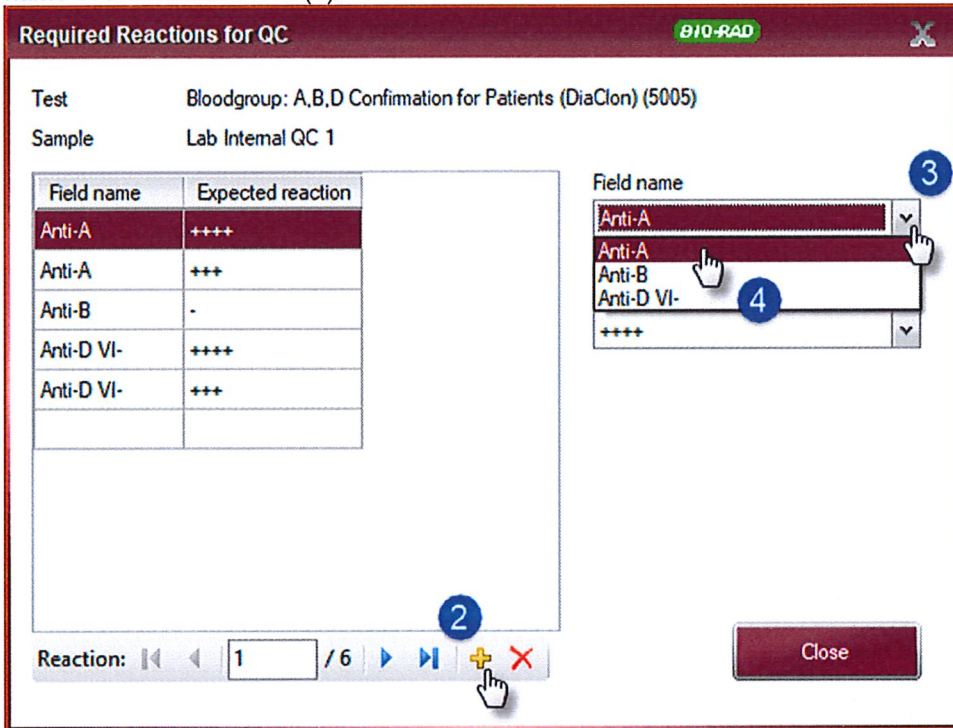 Required Reactions for QC BIO-RAD X
Test Bloodgroup: A,B,D Confirmation for Patients (DiaClon) (5005)
Sample Lab Internal QC 1
Field name Expected reaction
Anti-A ++++
Anti-A +++
Anti-B -
Anti-D VI- ++++
Anti-D VI- +++
Field name
3
Anti-A
Anti-A
Anti-B
Anti-D VI-
4
++++
2
Reaction: 1 / 6
Close